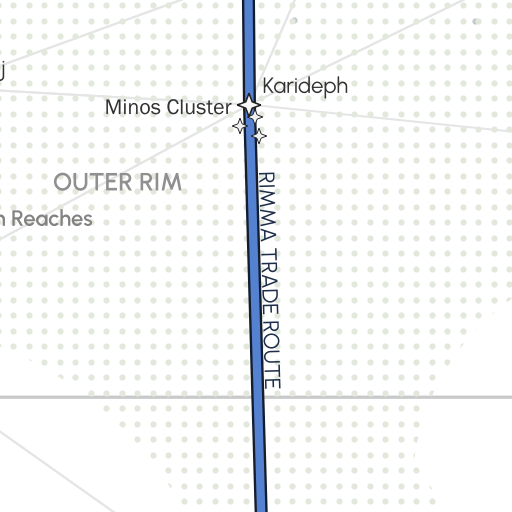 Karideph
Minos Cluster
OUTER RIM
Reaches
RIMMA TRADE ROUTE